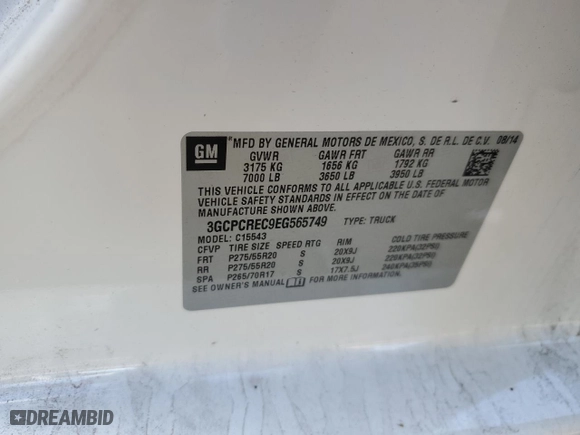 GM
MFD BY GENERAL MOTORS DE MEXICO, S. DE R.L. DE C.V. 08/14
GVWR GAWR FRT GAWR RR
3175 KG 1656 KG 1792 KG
7000 LB 3650 LB 3950 LB
THIS VEHICLE CONFORMS TO ALL APPLICABLE U.S. FEDERAL MOTOR
VEHICLE SAFETY STANDARDS IN EFFECT ON THE DATE OF
MANUFACTURE SHOWN ABOVE.
3GCPCREC9EG565749 TYPE: TRUCK
MODEL: C15543
CFVP TIRE SIZE SPEED RTG RIM COLD TIRE PRESSURE
FRT P275/55R20 S 20X9J 220KPA(32PSI)
RR P275/55R20 S 20X9J 220KPA(32PSI)
SPA P265/70R17 S 17X7.5J 240KPA(35PSI)
SEE OWNER'S MANUAL FOR MORE INFORMATION.
DREAMBID